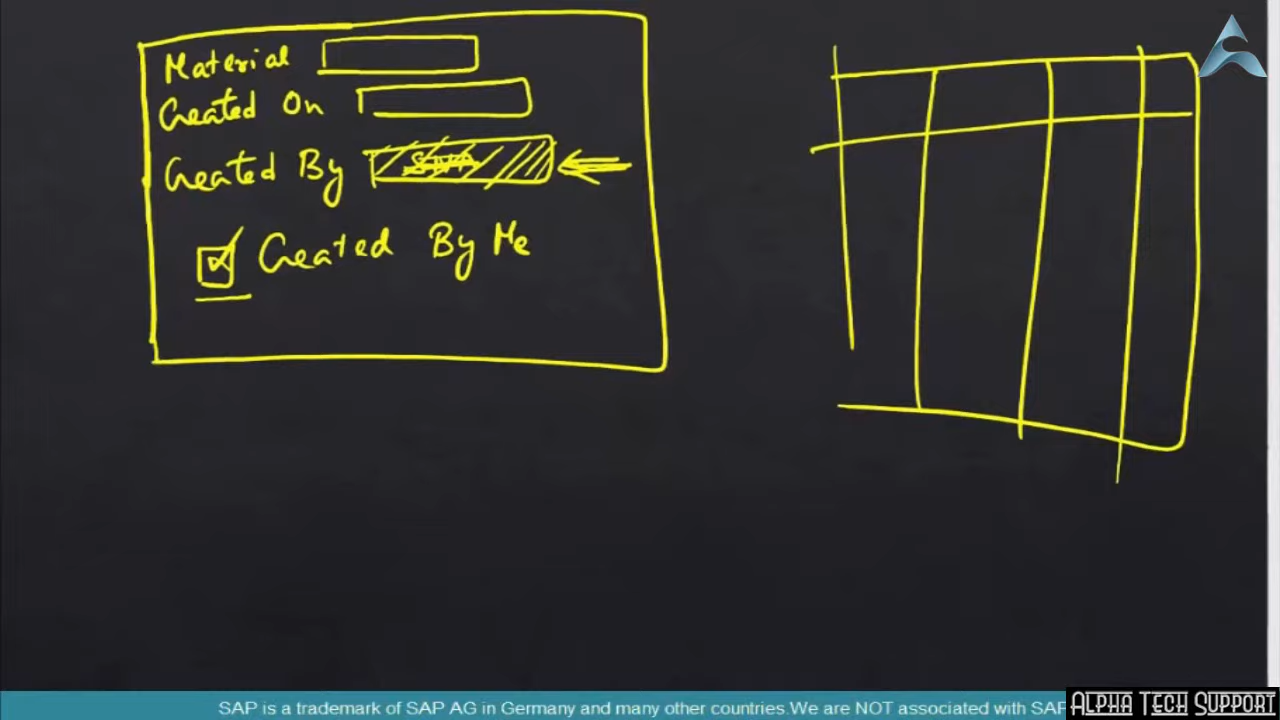 Material
Created On
Created By
Created By Me
SAP is a trademark of SAP AG in Germany and many other countries.We are NOT associated with SAP
ALPHA TECH SUPPORT